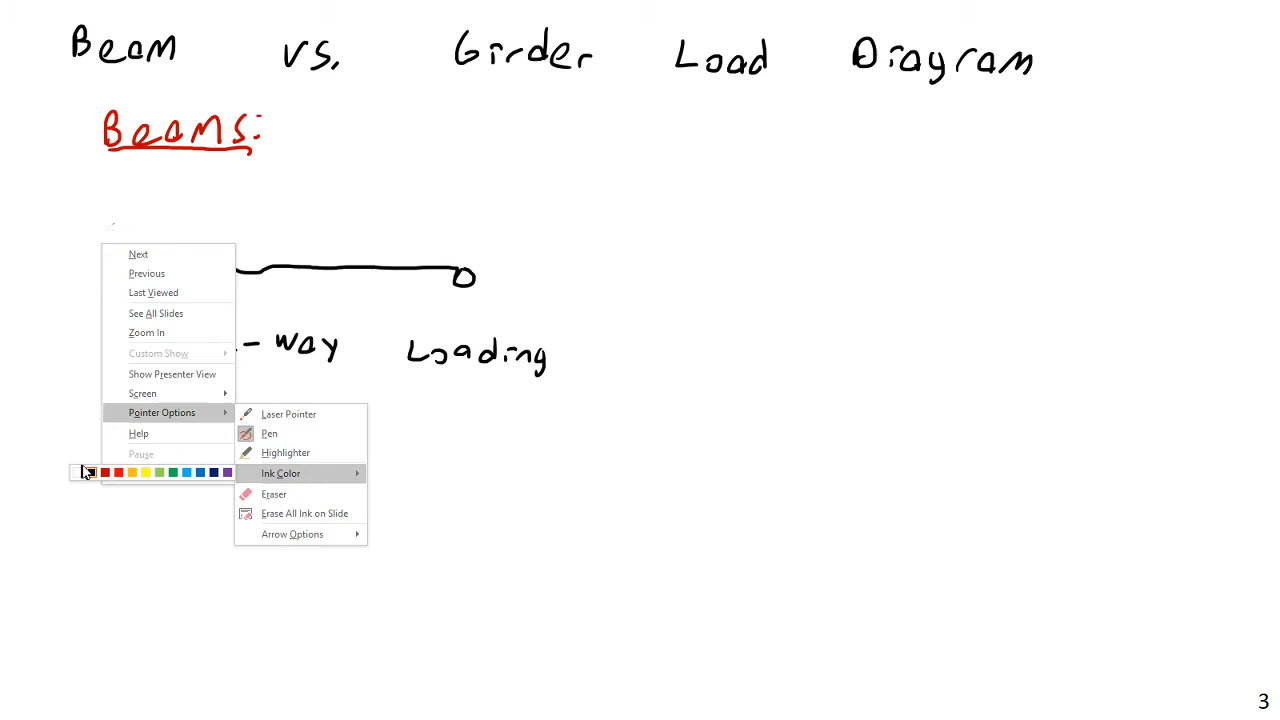 Beam vs. Girder Load Diagram
Beams:
Next
Previous
Last Viewed
See All Slides
Zoom In
- way Loading
Custom Show
Show Presenter View
Screen
Pointer Options
Laser Pointer
Help
Pen
Pause
Highlighter
Ink Color
Eraser
Erase All Ink on Slide
Arrow Options
3